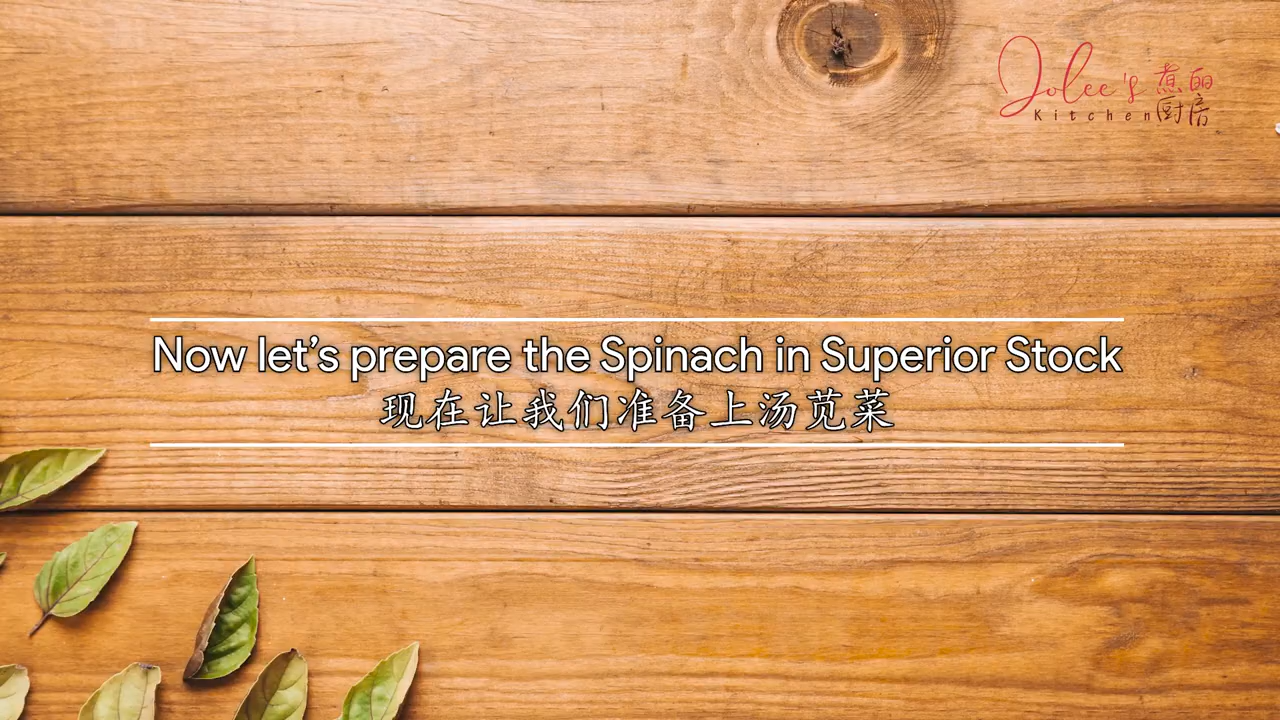 Jolee's 煮的
Kitchen 厨房
Now let's prepare the Spinach in Superior Stock
现在让我们准备上汤苋菜